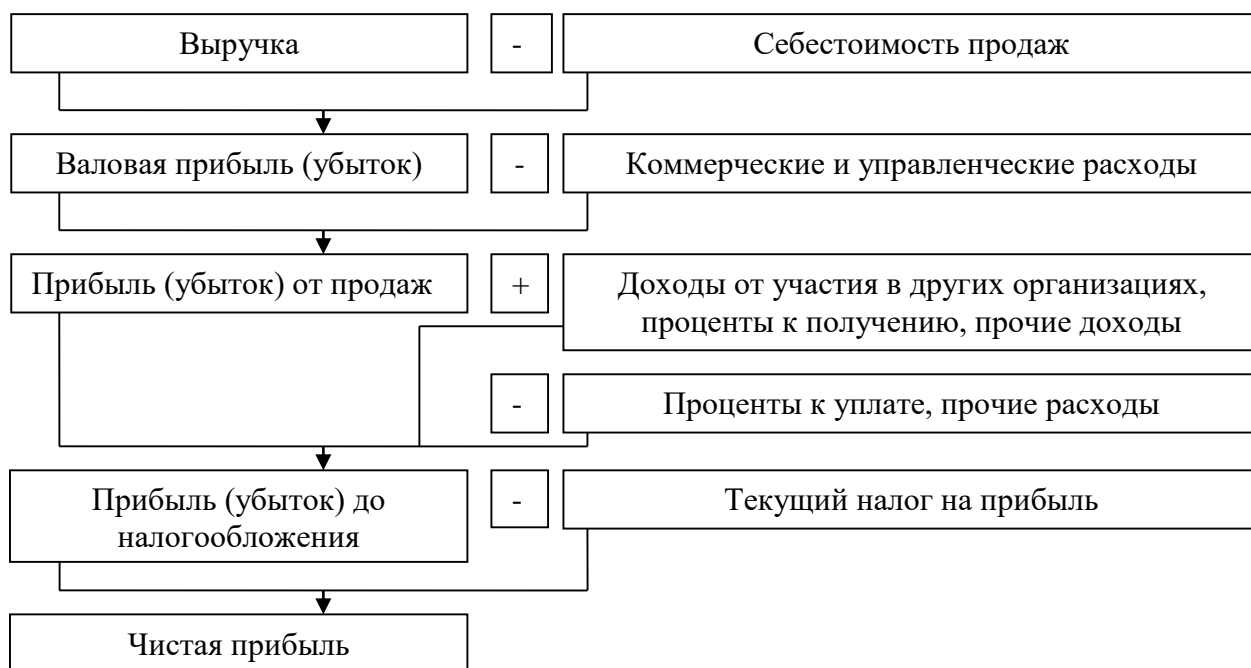 Выручка
-
Себестоимость продаж
Валовая прибыль (убыток)
-
Коммерческие и управленческие расходы
Прибыль (убыток) от продаж
+
Доходы от участия в других организациях,
проценты к получению, прочие доходы
-
Проценты к уплате, прочие расходы
Прибыль (убыток) до
налогообложения
-
Текущий налог на прибыль
Чистая прибыль